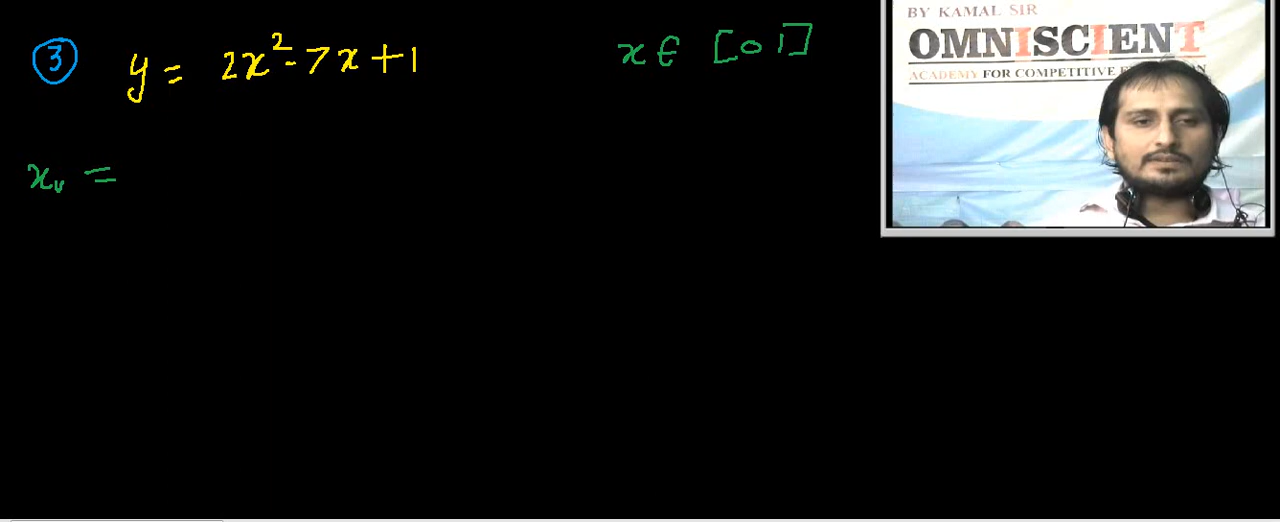 ③ y = 2x²-7x+1 x ∈ [0 1]
xᵥ =
BY KAMAL SIR
OMNISCIENT
ACADEMY FOR COMPETITIVE